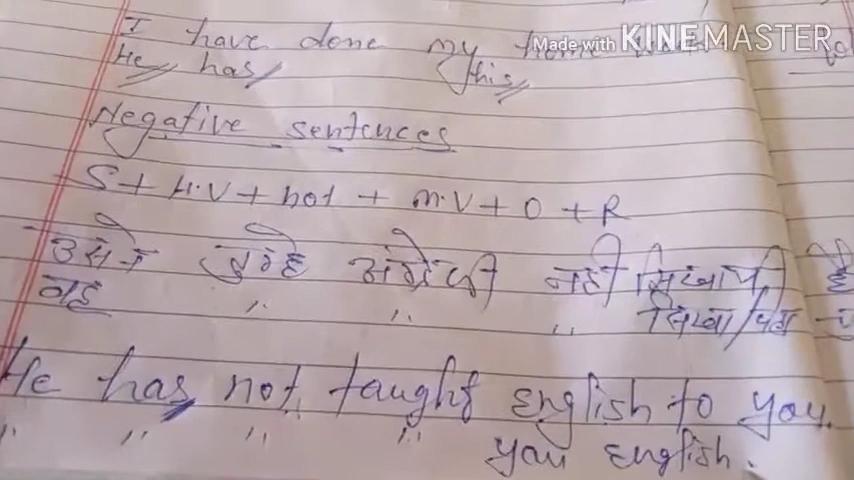 I have done my home
Made with KINEMASTER
He has this
Negative sentences
S + H.V + not + m.V + O + R
उसने तुम्हे अंग्रेजी नहीं सिखायी है
वह " " " सिखा
He has not taught English to you.
" " " " you English.